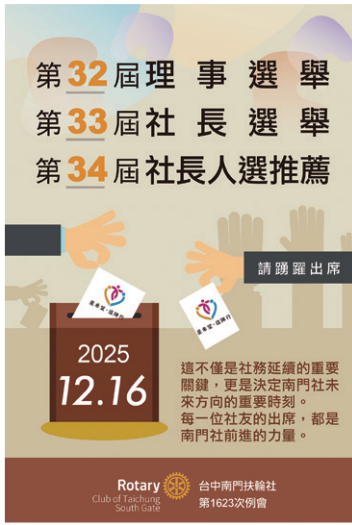 第32屆理事選舉
第33屆社長選舉
第34屆社長人選推薦
請踴躍出席
2025
12.16
這不僅是社務延續的重要
關鍵，更是決定南門社未
來方向的重要時刻。
每一位社友的出席，都是
南門社前進的力量。
Rotary
Club of Taichung
South Gate
台中南門扶輪社
第1623次例會